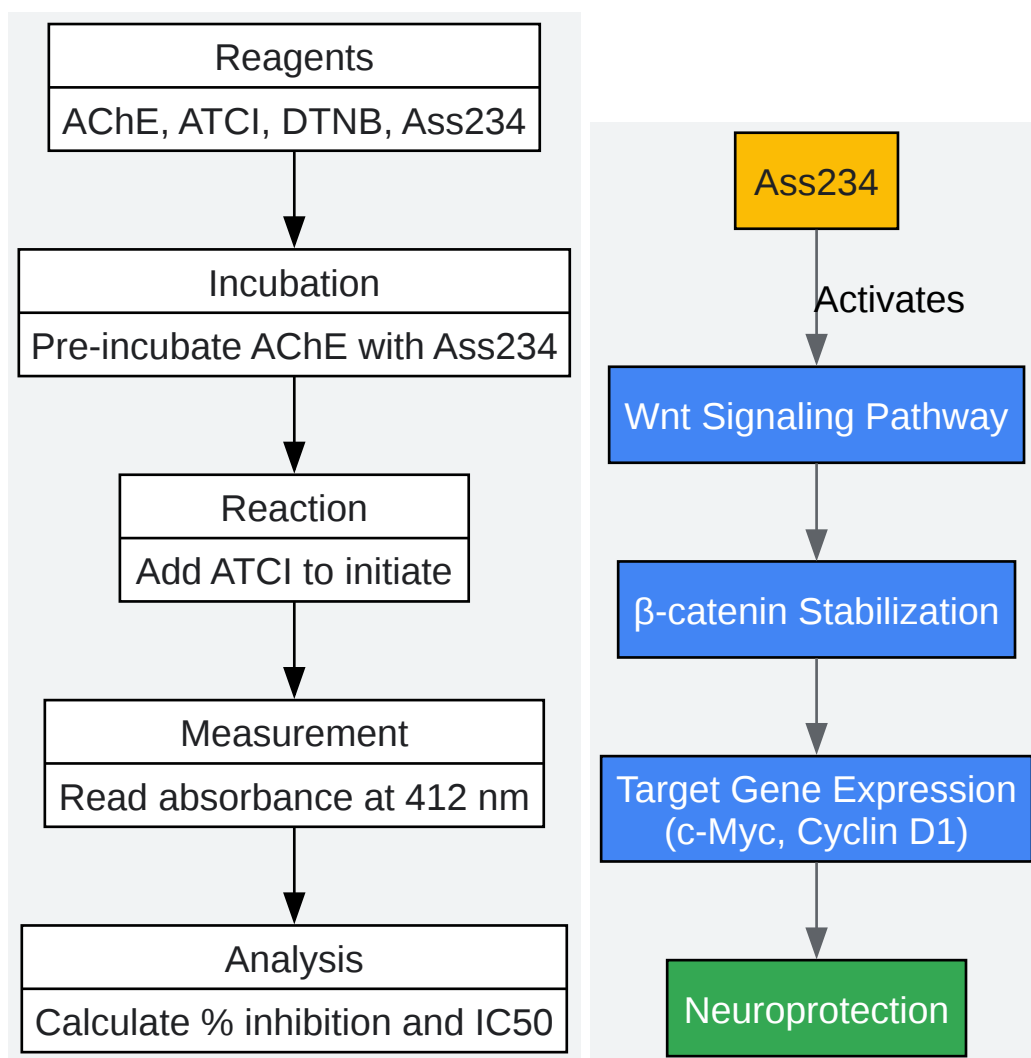 Reagents
AChE, ATCI, DTNB, Ass234
Incubation
Pre-incubate AChE with Ass234
Reaction
Add ATCI to initiate
Measurement
Read absorbance at 412 nm
Analysis
Calculate % inhibition and IC50
Ass234
Activates
Wnt Signaling Pathway
β-catenin Stabilization
Target Gene Expression
(c-Myc, Cyclin D1)
Neuroprotection